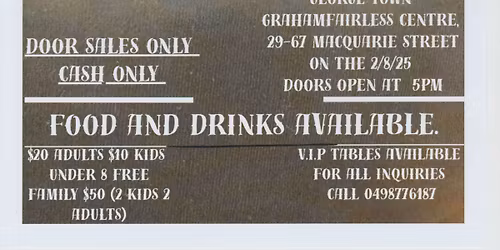 GEORGE TOWN
GRAHAMFAIRLESS CENTRE,
29-67 MACQUARIE STREET
ON THE 2/8/25
DOORS OPEN AT 5PM
DOOR SALES ONLY
CASH ONLY
FOOD AND DRINKS AVAILABLE.
$20 ADULTS $10 KIDS
UNDER 8 FREE
FAMILY $50 (2 KIDS 2
ADULTS)
V.I.P TABLES AVAILABLE
FOR ALL INQUIRIES
CALL 0498776187